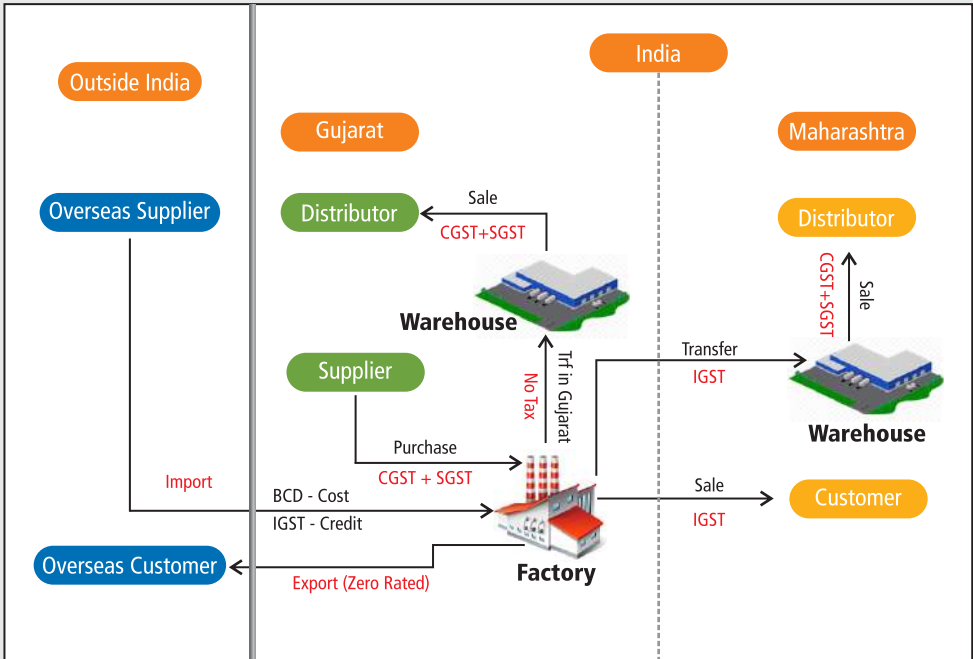 India
Outside India
Gujarat
Maharashtra
Overseas Supplier
Distributor
Sale
CGST+SGST
Distributor
CGST+SGST
Sale
Warehouse
Supplier
No Tax
Trf in Gujarat
Transfer
IGST
Warehouse
Purchase
CGST + SGST
Import
BCD - Cost
IGST - Credit
Sale
IGST
Customer
Overseas Customer
Export (Zero Rated)
Factory